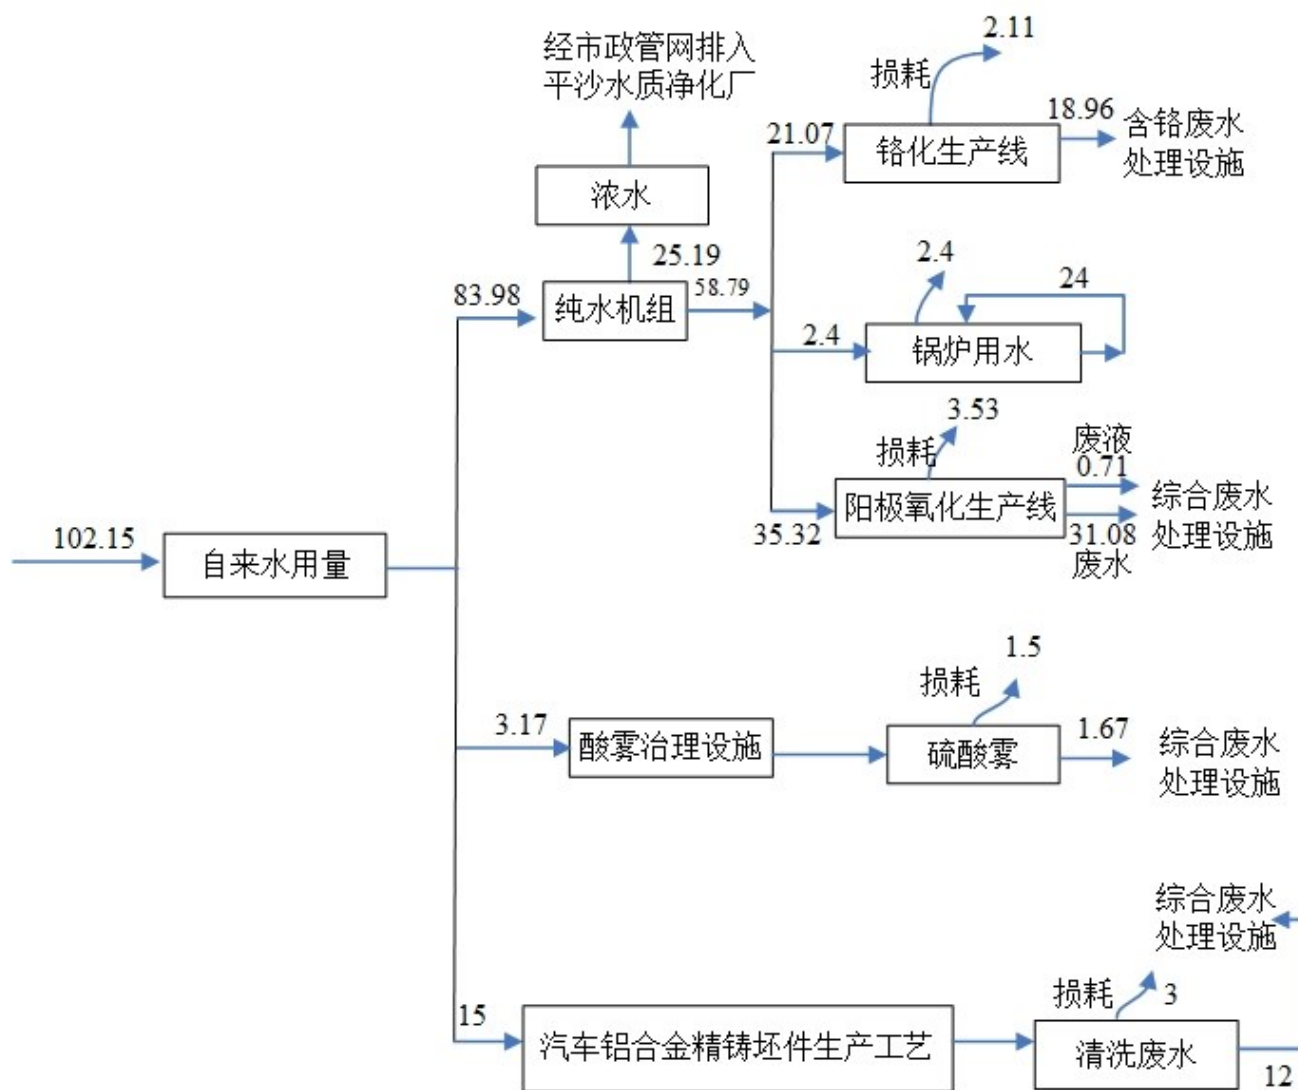 经市政管网排入
平沙水质净化厂
浓水
25.19
83.98
纯水机组
58.79
21.07
损耗
2.11
铬化生产线
18.96
含铬废水
处理设施
2.4
2.4
24
锅炉用水
损耗
3.53
35.32
阳极氧化生产线
废液
0.71
31.08
废水
综合废水
处理设施
102.15
自来水用量
3.17
酸雾治理设施
损耗
1.5
硫酸雾
1.67
综合废水
处理设施
15
汽车铝合金精铸坯件生产工艺
损耗
3
清洗废水
12
综合废水
处理设施